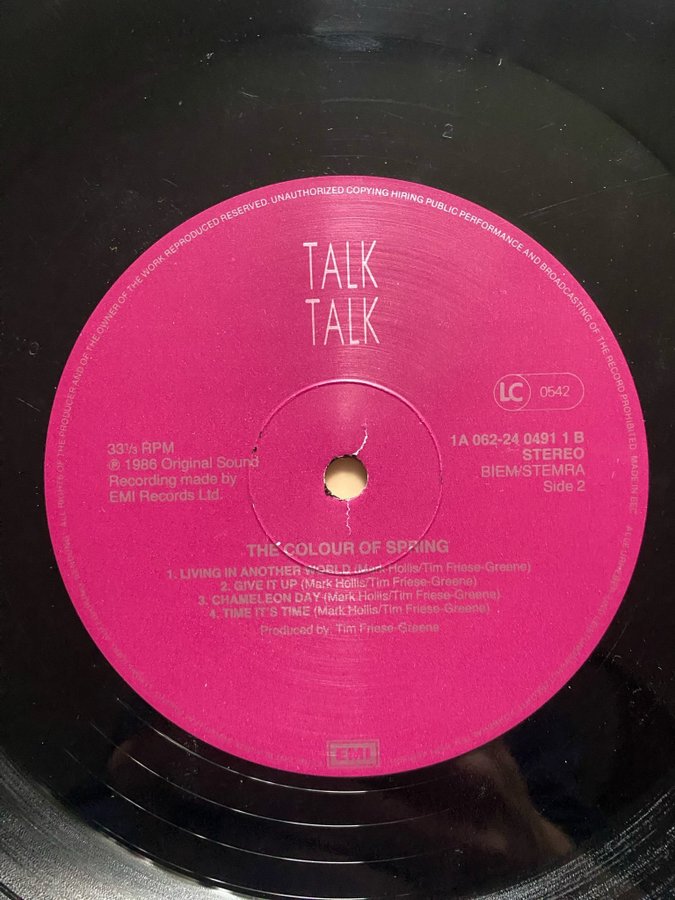 ALL RIGHTS OF THE PRODUCER AND OF THE OWNER OF THE WORK REPRODUCED RESERVED. UNAUTHORIZED COPYING HIRING PUBLIC PERFORMANCE AND BROADCASTING OF THE RECORD PROHIBITED. MADE IN EEC
TALK
TALK
LC 0542
33 1/3 RPM
℗ 1986 Original Sound
Recording made by
EMI Records Ltd.
1A 062-24 0491 1 B
STEREO
BIEM/STEMRA
Side 2
THE COLOUR OF SPRING
1. LIVING IN ANOTHER WORLD (Mark Hollis/Tim Friese-Greene)
2. GIVE IT UP (Mark Hollis/Tim Friese-Greene)
3. CHAMELEON DAY (Mark Hollis/Tim Friese-Greene)
4. TIME IT'S TIME (Mark Hollis/Tim Friese-Greene)
Produced by: Tim Friese-Greene
EMI